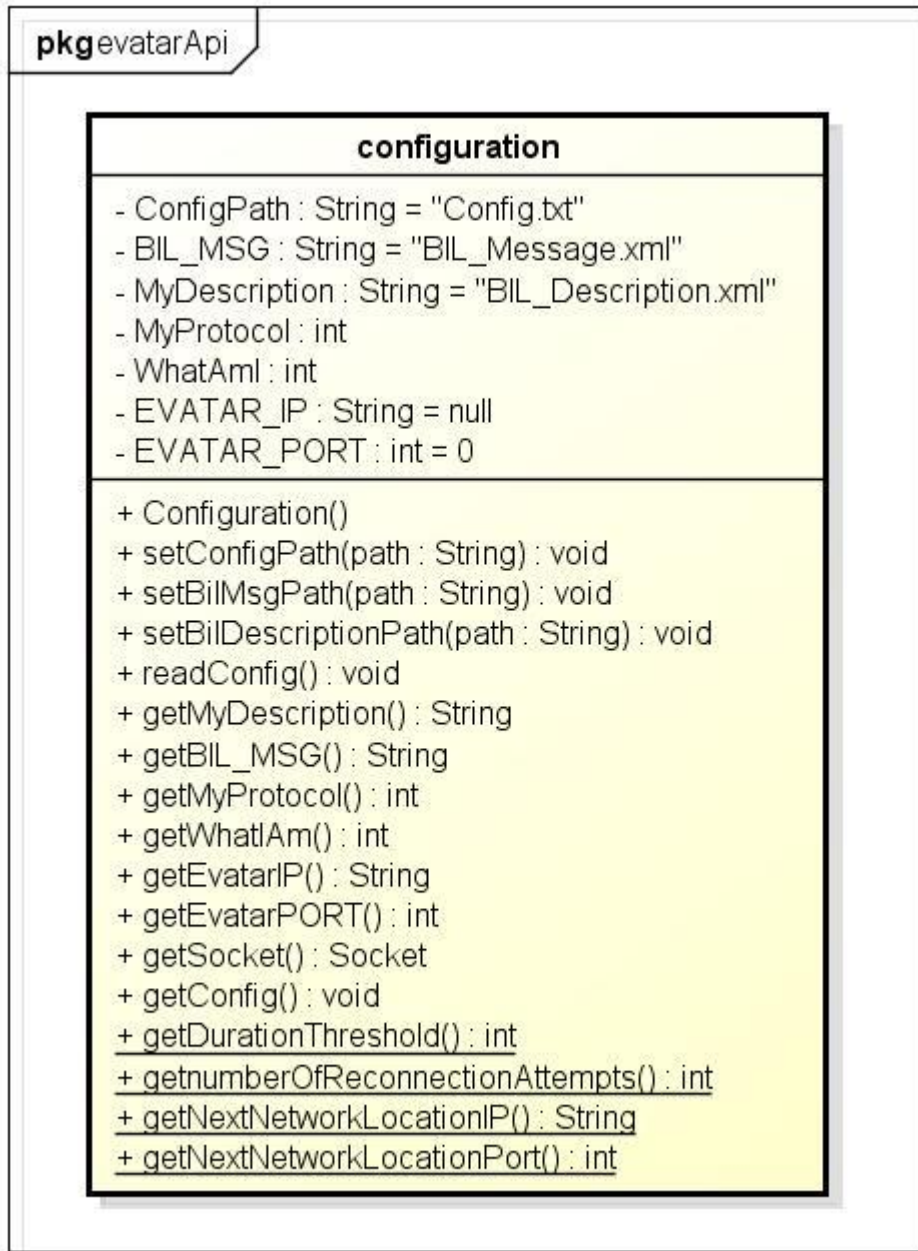 pkg evatarApi
configuration
- ConfigPath : String = "Config.txt"
- BIL_MSG : String = "BIL_Message.xml"
- MyDescription : String = "BIL_Description.xml"
- MyProtocol : int
- WhatAmI : int
- EVATAR_IP : String = null
- EVATAR_PORT : int = 0
+ Configuration()
+ setConfigPath(path : String) : void
+ setBilMsgPath(path : String) : void
+ setBilDescriptionPath(path : String) : void
+ readConfig() : void
+ getMyDescription() : String
+ getBIL_MSG() : String
+ getMyProtocol() : int
+ getWhatIAm() : int
+ getEvatarIP() : String
+ getEvatarPORT() : int
+ getSocket() : Socket
+ getConfig() : void
+ getDurationThreshold() : int
+ getnumberOfReconnectionAttempts() : int
+ getNextNetworkLocationIP() : String
+ getNextNetworkLocationPort() : int